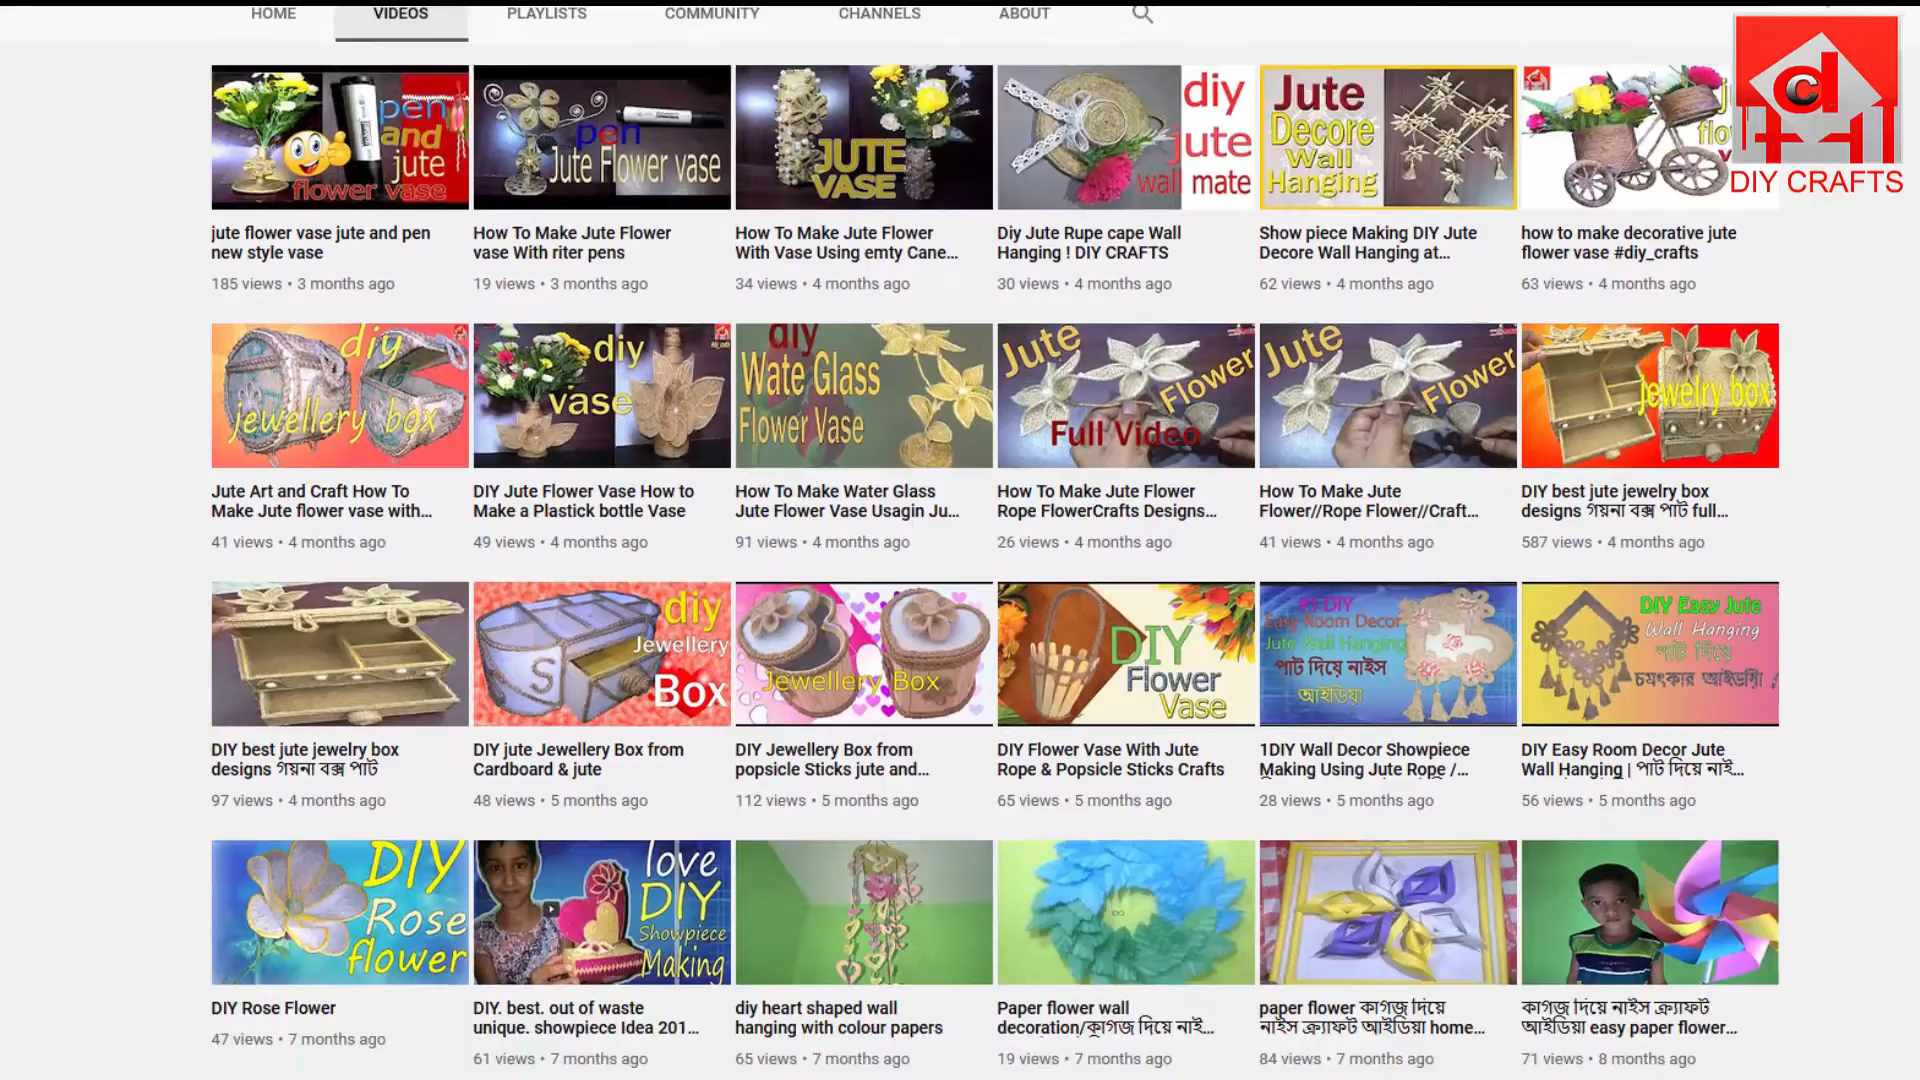 HOME VIDEOS PLAYLISTS COMMUNITY CHANNELS ABOUT
DIY CRAFTS
pen
and
jute
flower vase
pen
Jute Flower vase
JUTE
VASE
diy
jute
wall mate
Jute
Decore
Wall
Hanging
jute flower vase jute and pen
new style vase
185 views • 3 months ago
How To Make Jute Flower
vase With riter pens
19 views • 3 months ago
How To Make Jute Flower
With Vase Using emty Cane...
34 views • 4 months ago
Diy Jute Rupe cape Wall
Hanging ! DIY CRAFTS
30 views • 4 months ago
Show piece Making DIY Jute
Decore Wall Hanging at...
62 views • 4 months ago
how to make decorative jute
flower vase #diy_crafts
63 views • 4 months ago
diy
jewellery box
diy
vase
diy
Wate Glass
Flower Vase
Jute
Flower
Full Video
Jute
Flower
jewelry box
Jute Art and Craft How To
Make Jute flower vase with...
41 views • 4 months ago
DIY Jute Flower Vase How to
Make a Plastick bottle Vase
49 views • 4 months ago
How To Make Water Glass
Jute Flower Vase Usagin Ju...
91 views • 4 months ago
How To Make Jute Flower
Rope FlowerCrafts Designs...
26 views • 4 months ago
How To Make Jute
Flower//Rope Flower//Craft...
41 views • 4 months ago
DIY best jute jewelry box
designs গয়না বক্স পাট full...
587 views • 4 months ago
diy
Jewellery
Box
Jewellery Box
DIY
Flower
Vase
#1 DIY
Easy Room Decor
Jute Wall Hanging
পাট দিয়ে নাইস
আইডিয়া
DIY Easy Jute
Wall Hanging
পাট দিয়ে
চমৎকার আইডিয়া
DIY best jute jewelry box
designs গয়না বক্স পাট
97 views • 4 months ago
DIY jute Jewellery Box from
Cardboard & jute
48 views • 5 months ago
DIY Jewellery Box from
popsicle Sticks jute and...
112 views • 5 months ago
DIY Flower Vase With Jute
Rope & Popsicle Sticks Crafts
65 views • 5 months ago
1DIY Wall Decor Showpiece
Making Using Jute Rope /...
28 views • 5 months ago
DIY Easy Room Decor Jute
Wall Hanging | পাট দিয়ে নাই...
56 views • 5 months ago
DIY
Rose
flower
love
DIY
Showpiece
Making
DIY Rose Flower
47 views • 7 months ago
DIY. best. out of waste
unique. showpiece Idea 201...
61 views • 7 months ago
diy heart shaped wall
hanging with colour papers
65 views • 7 months ago
Paper flower wall
decoration/কাগজ দিয়ে নাই...
19 views • 7 months ago
paper flower কাগজ দিয়ে
নাইস ক্র্যাফট আইডিয়া home...
84 views • 7 months ago
কাগজ দিয়ে নাইস ক্র্যাফট
আইডিয়া easy paper flower...
71 views • 8 months ago